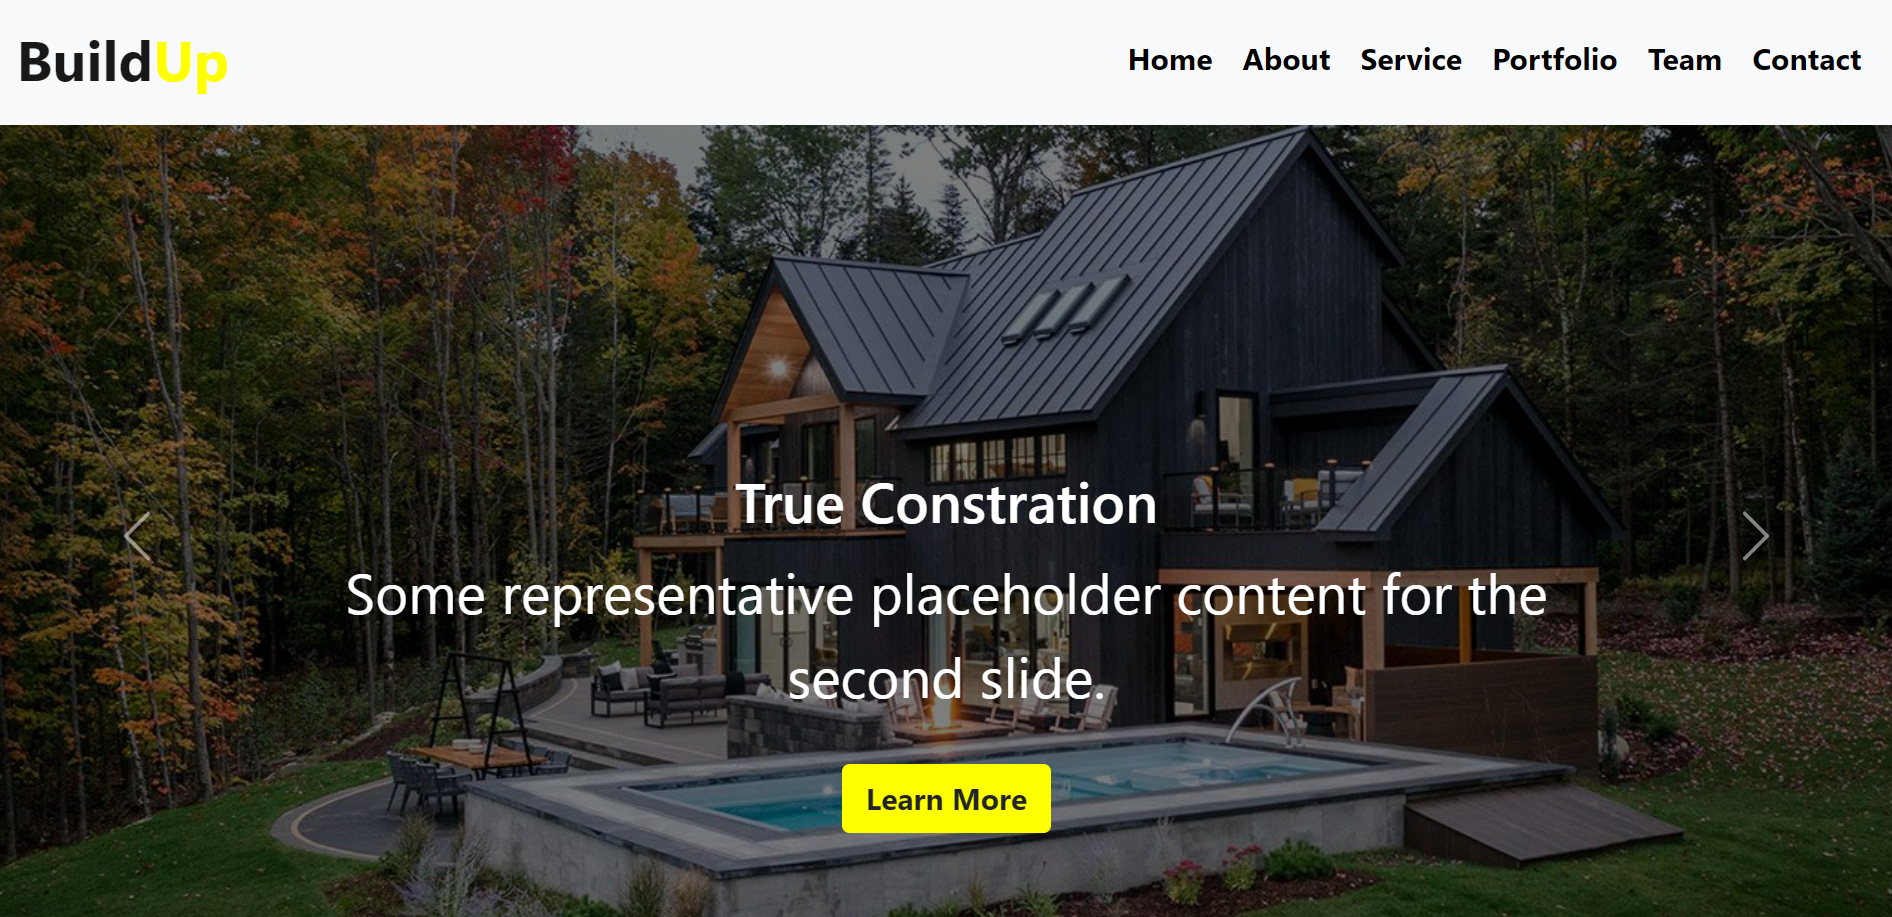 BuildUp
Home About Service Portfolio Team Contact
True Constration
Some representative placeholder content for the
second slide.
Learn More